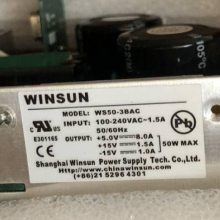 WINSUN
MODEL: WS50-3BAC
INPUT: 100-240VAC~1.5A
50/60Hz
E301165 OUTPUT: +5.0V⎓8.0A
+15V⎓1.5A
-15V⎓1.0A
50W MAX
Shanghai Winsun Power Supply Tech. Co., Ltd.
http://www.chinawinsun.com
(+86)21 5296 4301